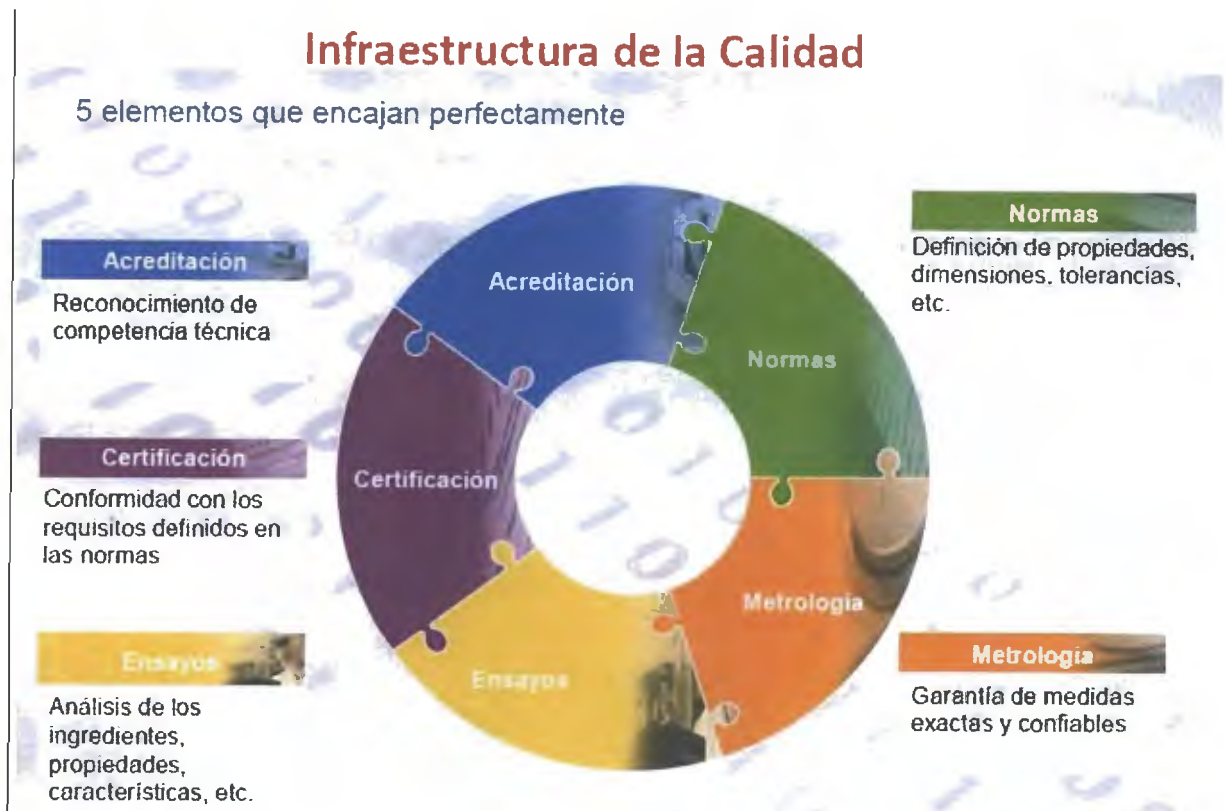 Infraestructura de la Calidad
5 elementos que encajan perfectamente
Acreditación
Reconocimiento de
competencia técnica
Certificación
Conformidad con los
requisitos definidos en
las normas
Ensayos
Análisis de los
ingredientes,
propiedades,
características, etc.
Acreditación
Normas
Certificación
Metrología
Ensayos
Normas
Definición de propiedades,
dimensiones, tolerancias,
etc.
Metrología
Garantía de medidas
exactas y confiables